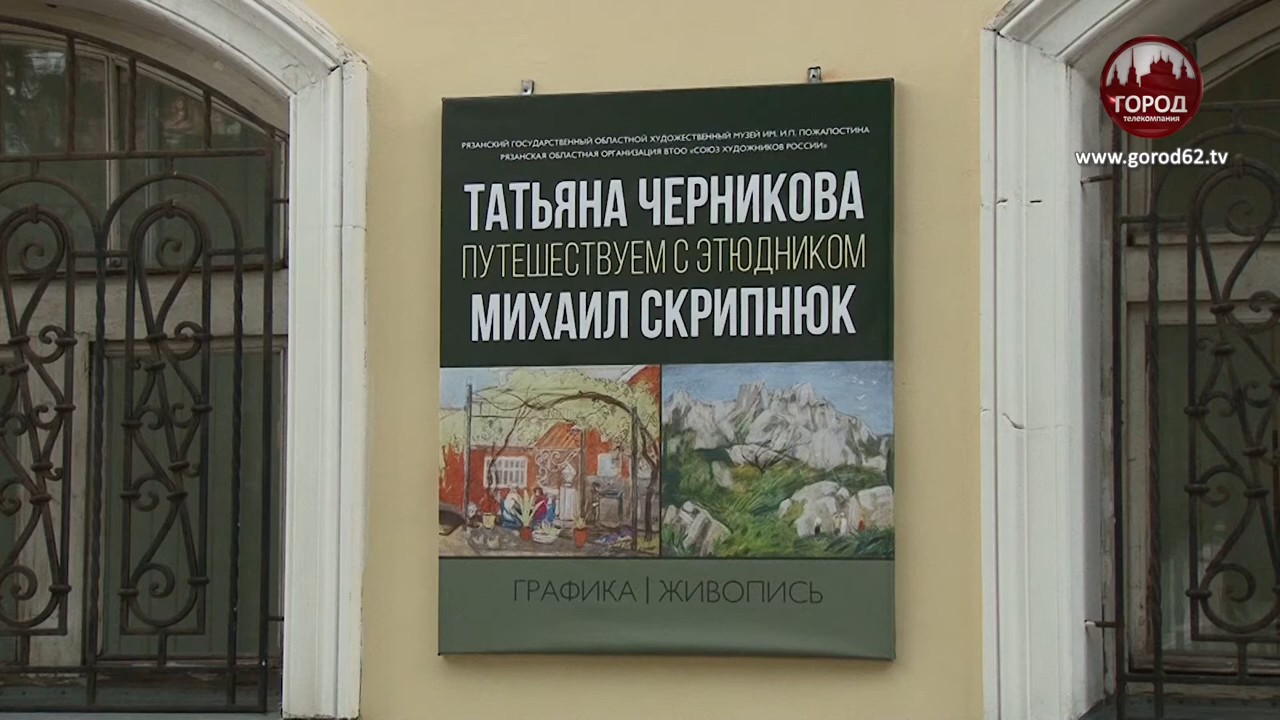 РЯЗАНСКИЙ ГОСУДАРСТВЕННЫЙ ОБЛАСТНОЙ ХУДОЖЕСТВЕННЫЙ МУЗЕЙ ИМ. И.П. ПОЖАЛОСТИНА
РЯЗАНСКАЯ ОБЛАСТНАЯ ОРГАНИЗАЦИЯ ВТОО «СОЮЗ ХУДОЖНИКОВ РОССИИ»
ТАТЬЯНА ЧЕРНИКОВА
ПУТЕШЕСТВУЕМ С ЭТЮДНИКОМ
МИХАИЛ СКРИПНЮК
ГРАФИКА | ЖИВОПИСЬ
ГОРОД
телекомпания
www.gorod62.tv